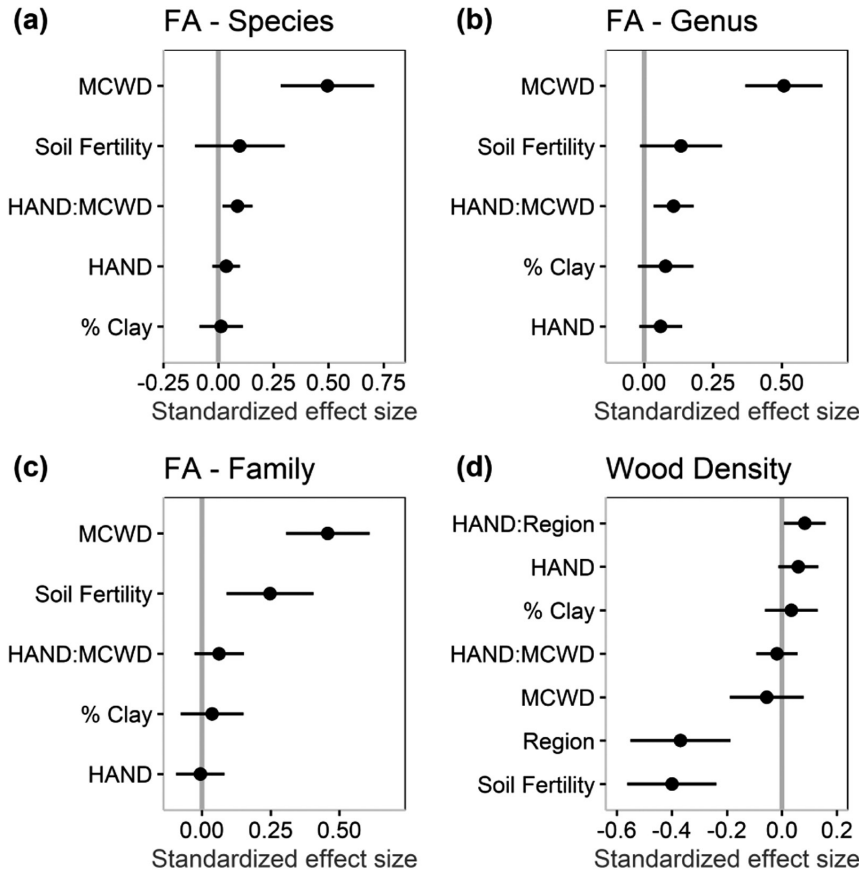 (a) FA - Species
MCWD
Soil Fertility
HAND:MCWD
HAND
% Clay
-0.25 0.00 0.25 0.50 0.75
Standardized effect size
(b) FA - Genus
MCWD
Soil Fertility
HAND:MCWD
% Clay
HAND
0.00 0.25 0.50
Standardized effect size
(c) FA - Family
MCWD
Soil Fertility
HAND:MCWD
% Clay
HAND
0.00 0.25 0.50
Standardized effect size
(d) Wood Density
HAND:Region
HAND
% Clay
HAND:MCWD
MCWD
Region
Soil Fertility
-0.6 -0.4 -0.2 0.0 0.2
Standardized effect size